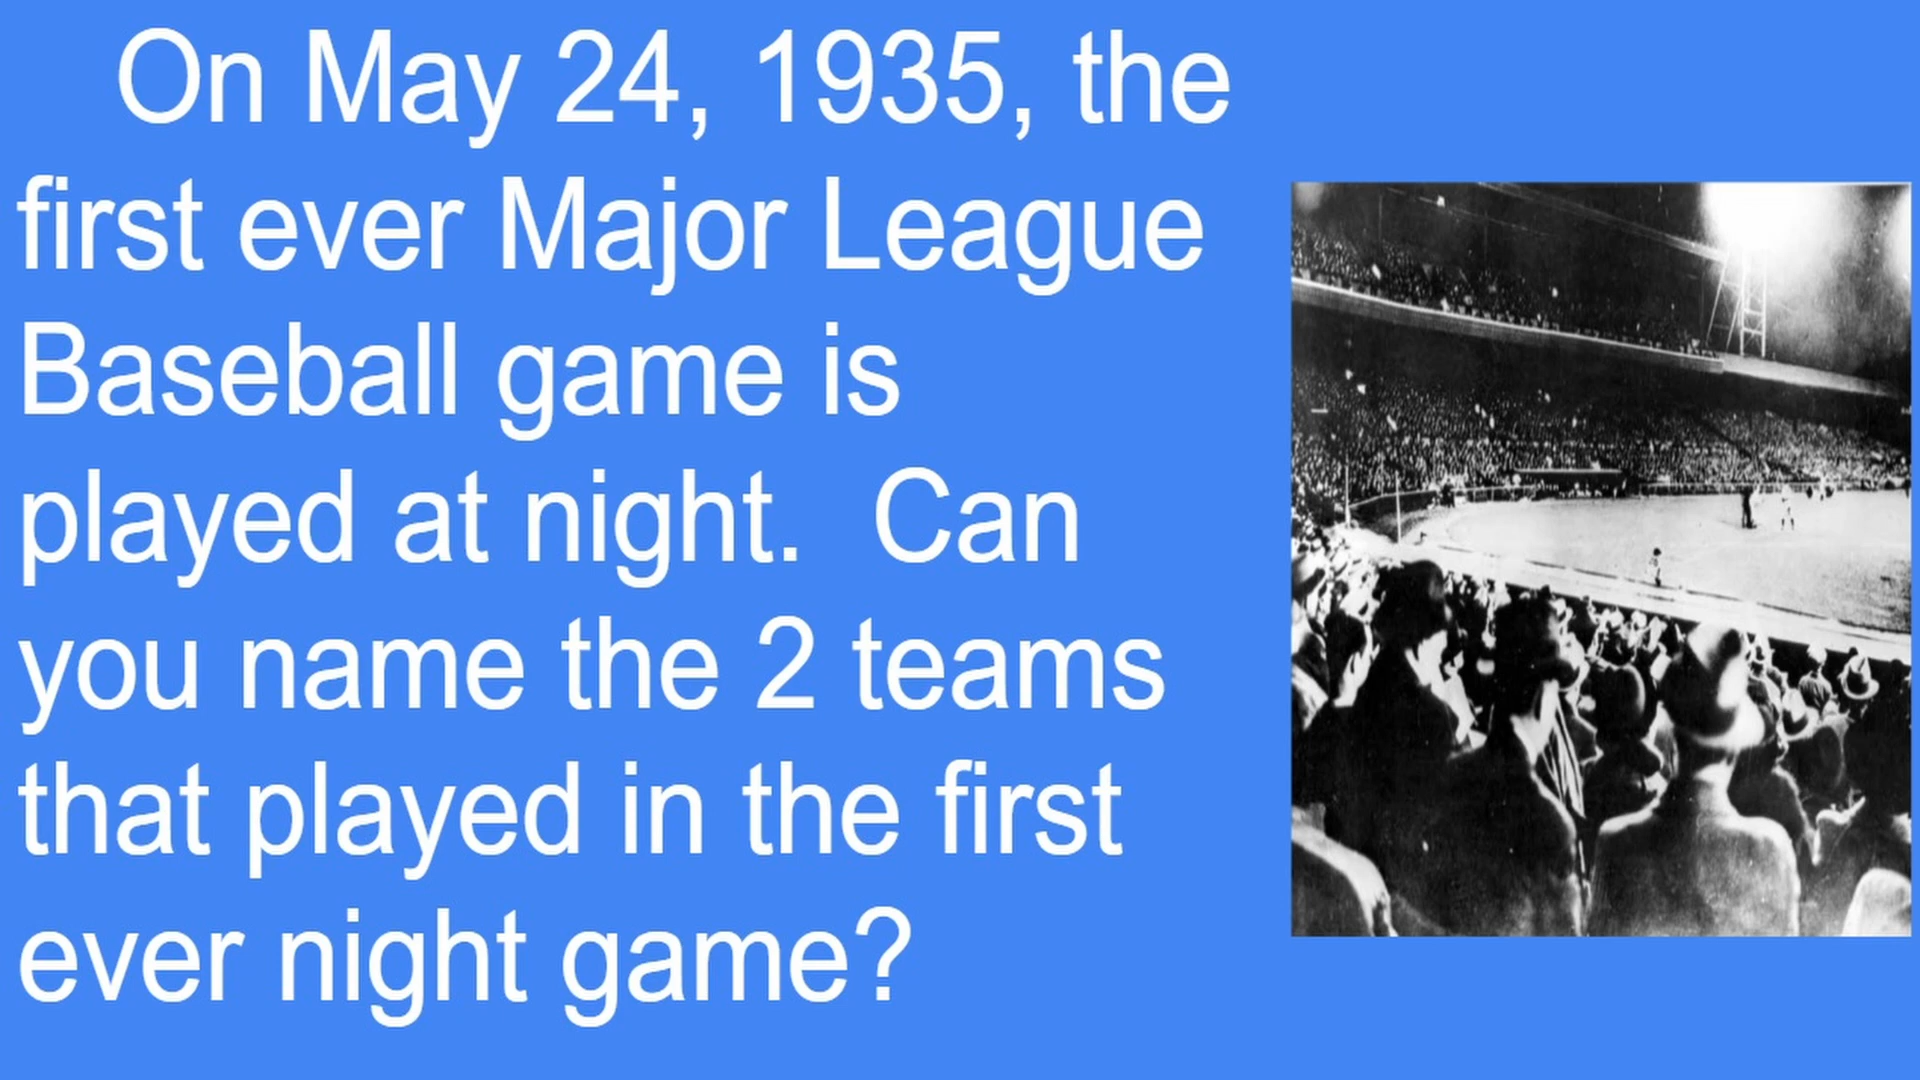 On May 24, 1935, the
first ever Major League
Baseball game is
played at night.  Can
you name the 2 teams
that played in the first
ever night game?